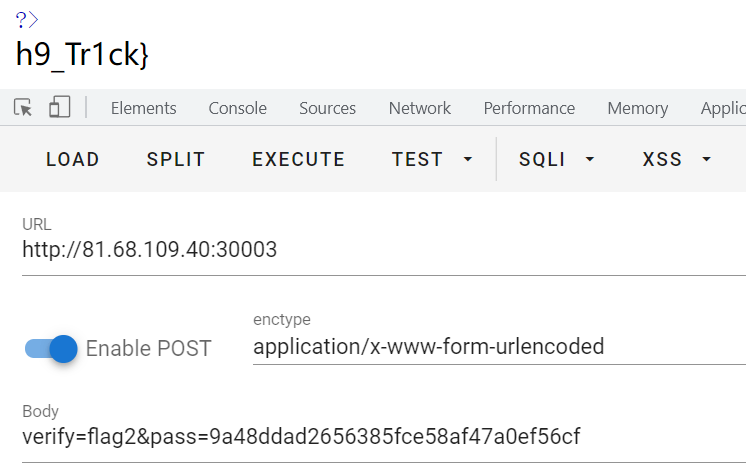 ?>
h9_Tr1ck}
Elements Console Sources Network Performance Memory Applic
LOAD SPLIT EXECUTE TEST SQLI XSS
URL
http://81.68.109.40:30003
Enable POST
enctype
application/x-www-form-urlencoded
Body
verify=flag2&pass=9a48ddad2656385fce58af47a0ef56cf